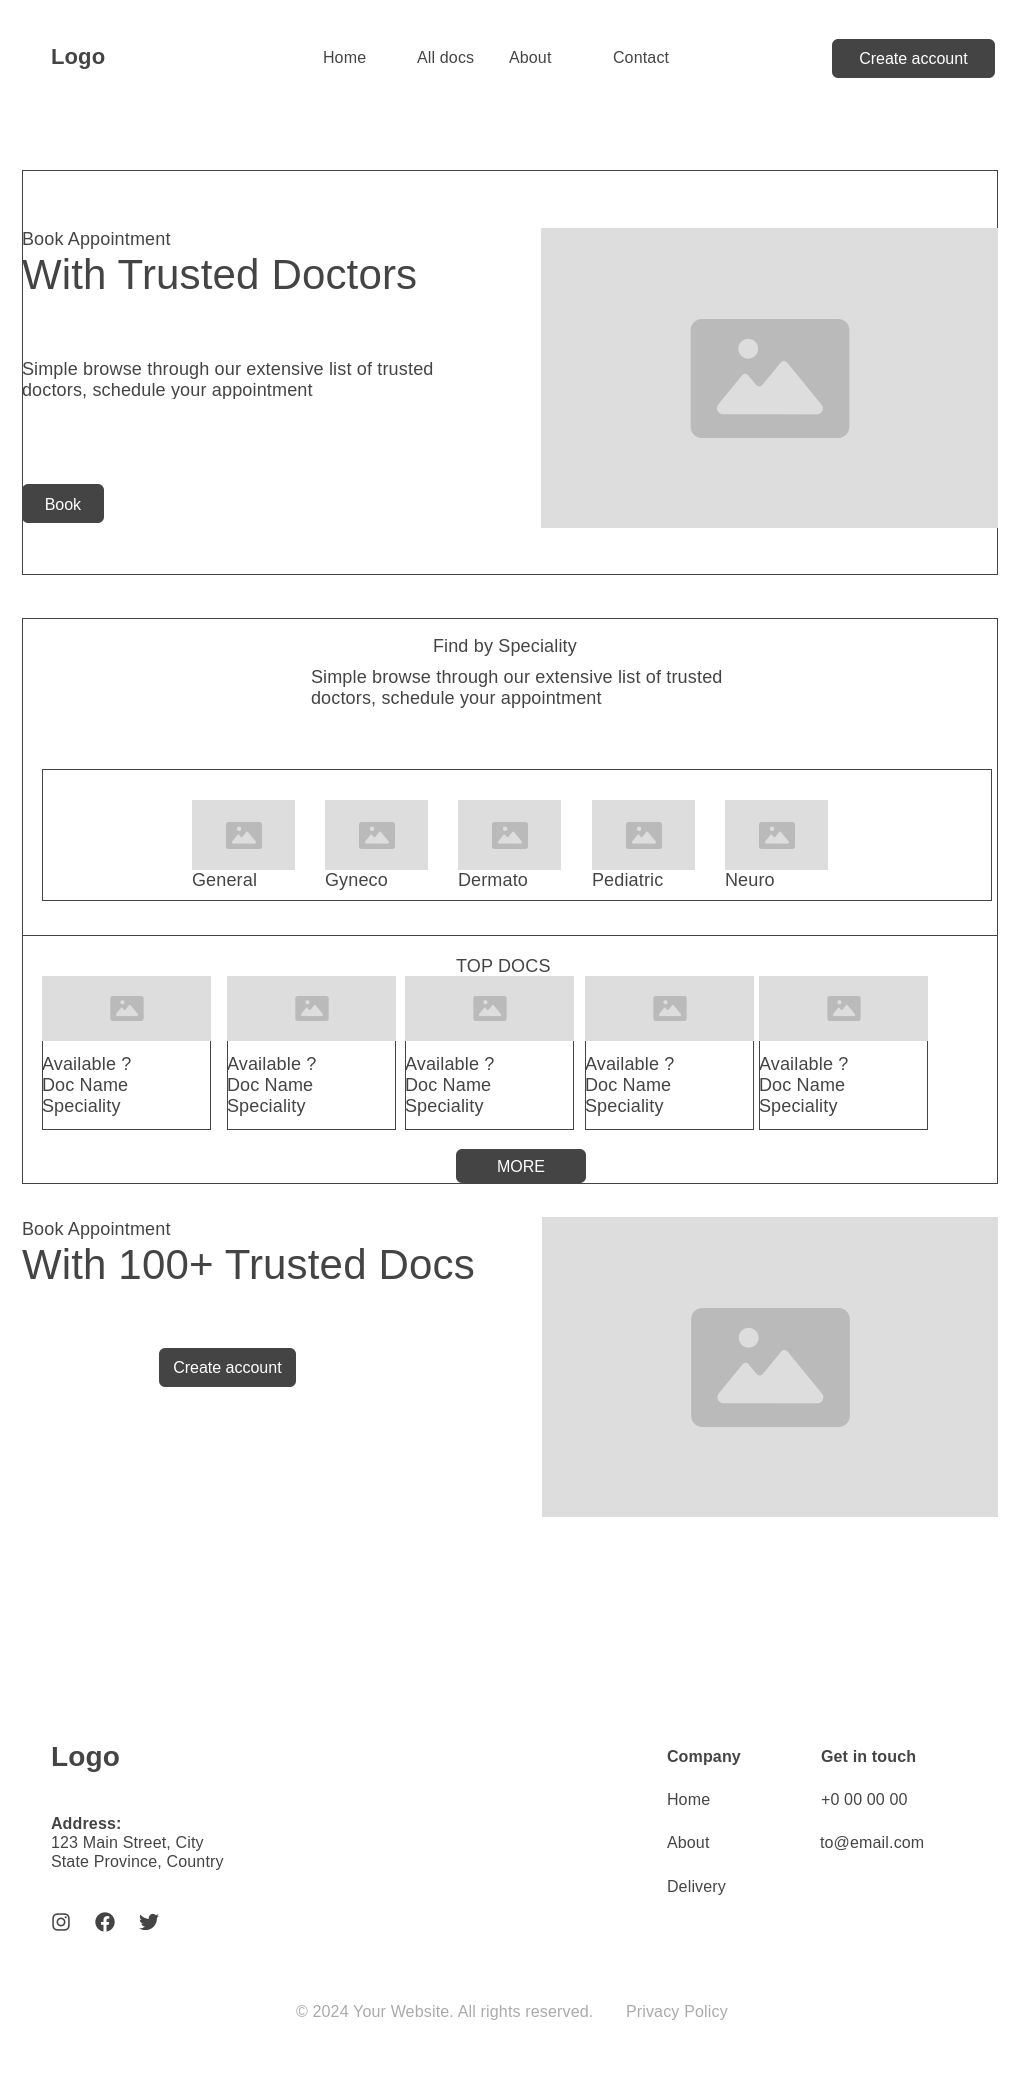 Logo
Home
All docs
About
Contact
Create account
Book Appointment
With Trusted Doctors
Simple browse through our extensive list of trusted
doctors, schedule your appointment
Book
Find by Speciality
Simple browse through our extensive list of trusted
doctors, schedule your appointment
General
Gyneco
Dermato
Pediatric
Neuro
TOP DOCS
Available ?
Doc Name
Speciality
Available ?
Doc Name
Speciality
Available ?
Doc Name
Speciality
Available ?
Doc Name
Speciality
Available ?
Doc Name
Speciality
MORE
Book Appointment
With 100+ Trusted Docs
Create account
Logo
Address:
123 Main Street, City
State Province, Country
Company
Home
About
Delivery
Get in touch
+0 00 00 00
to@email.com
© 2024 Your Website. All rights reserved.
Privacy Policy